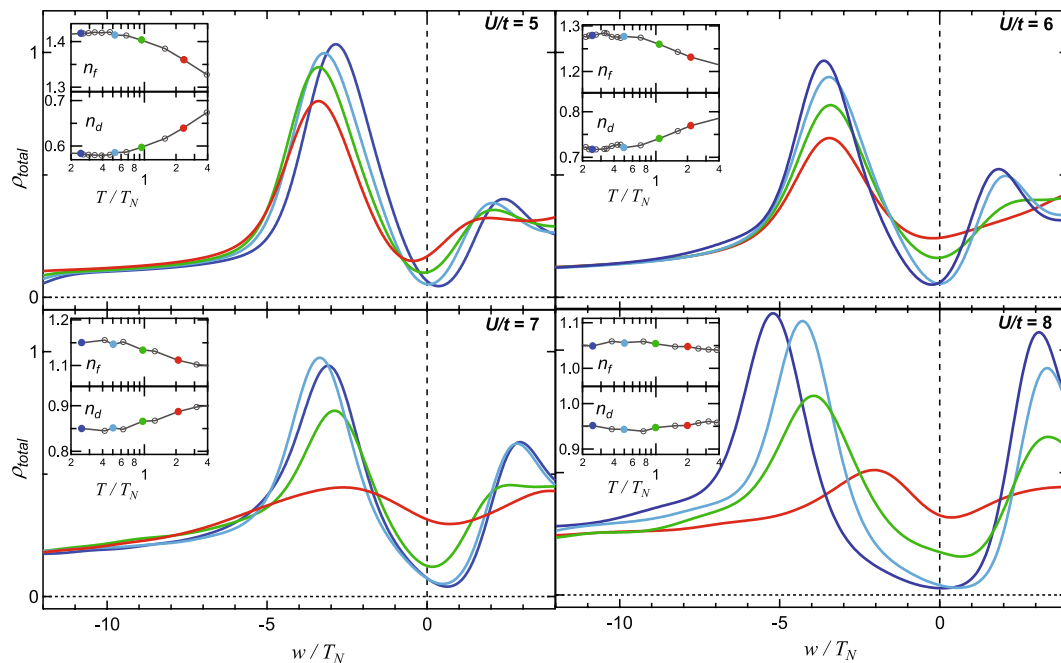 U/t = 5
1.4
1.3
n_f
0.7
0.6
n_d
2 4 6 8 1 2 4
T / T_N
ρ_total
1
0
U/t = 6
1.3
1.2
n_f
0.8
0.7
n_d
2 4 6 8 1 2 4
T / T_N
U/t = 7
1.2
1.1
n_f
0.9
0.8
n_d
2 4 6 8 1 2 4
T / T_N
ρ_total
1
0
-10 -5 0
w / T_N
U/t = 8
1.1
1.0
n_f
1.0
0.9
n_d
2 4 6 8 1 2 4
T / T_N
-10 -5 0
w / T_N